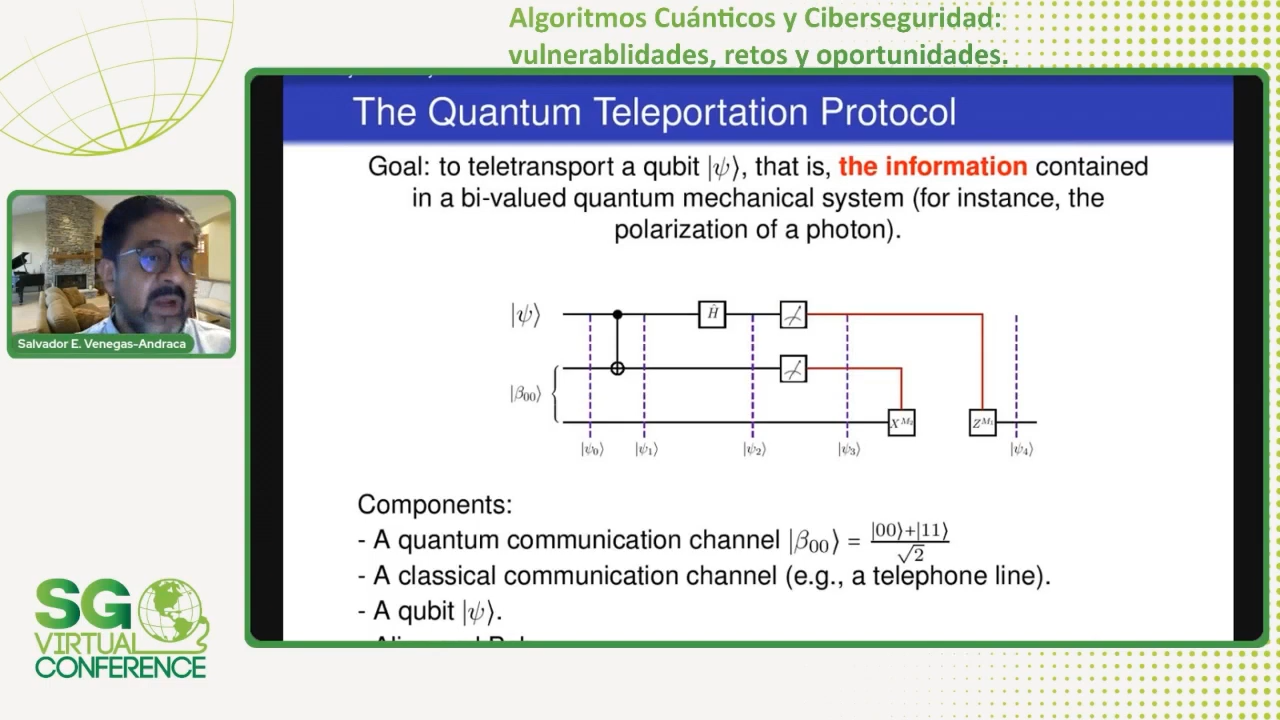 Algoritmos Cuánticos y Ciberseguridad:
vulnerablidades, retos y oportunidades.
The Quantum Teleportation Protocol
Goal: to teletransport a qubit |ψ⟩, that is, the information contained
in a bi-valued quantum mechanical system (for instance, the
polarization of a photon).
|ψ⟩
Ĥ
|β₀₀⟩
X^M₂
Z^M₁
|ψ₀⟩ |ψ₁⟩ |ψ₂⟩ |ψ₃⟩ |ψ₄⟩
Components:
- A quantum communication channel |β₀₀⟩ = |00⟩+|11⟩ / √2
- A classical communication channel (e.g., a telephone line).
- A qubit |ψ⟩.
Salvador E. Venegas-Andraca
SG
VIRTUAL
CONFERENCE